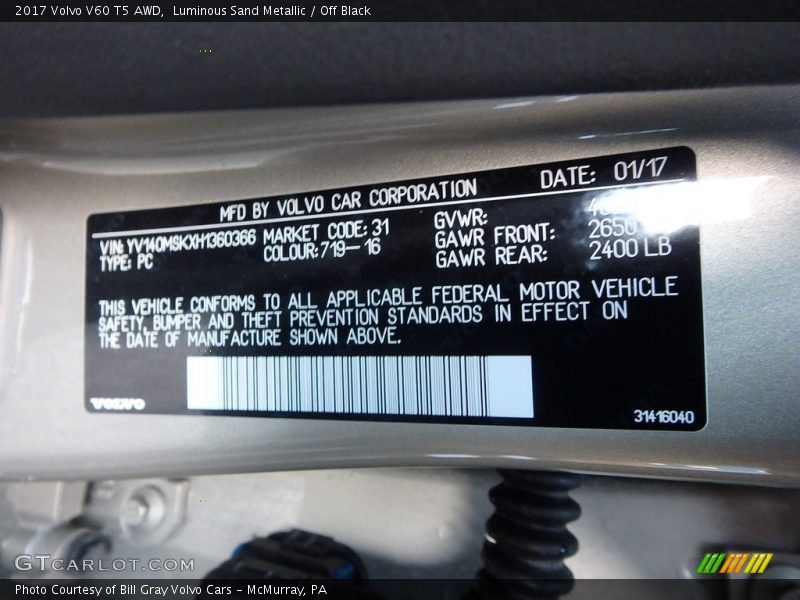 2017 Volvo V60 T5 AWD, Luminous Sand Metallic / Off Black
MFD BY VOLVO CAR CORPORATION DATE: 01/17
VIN: YV140MSKXH1360366 MARKET CODE: 31 GVWR:
TYPE: PC COLOUR: 719-16 GAWR FRONT: 2650
GAWR REAR: 2400 LB
THIS VEHICLE CONFORMS TO ALL APPLICABLE FEDERAL MOTOR VEHICLE
SAFETY, BUMPER AND THEFT PREVENTION STANDARDS IN EFFECT ON
THE DATE OF MANUFACTURE SHOWN ABOVE.
VOLVO
31416040
GTCARLOT.COM
Photo Courtesy of Bill Gray Volvo Cars - McMurray, PA